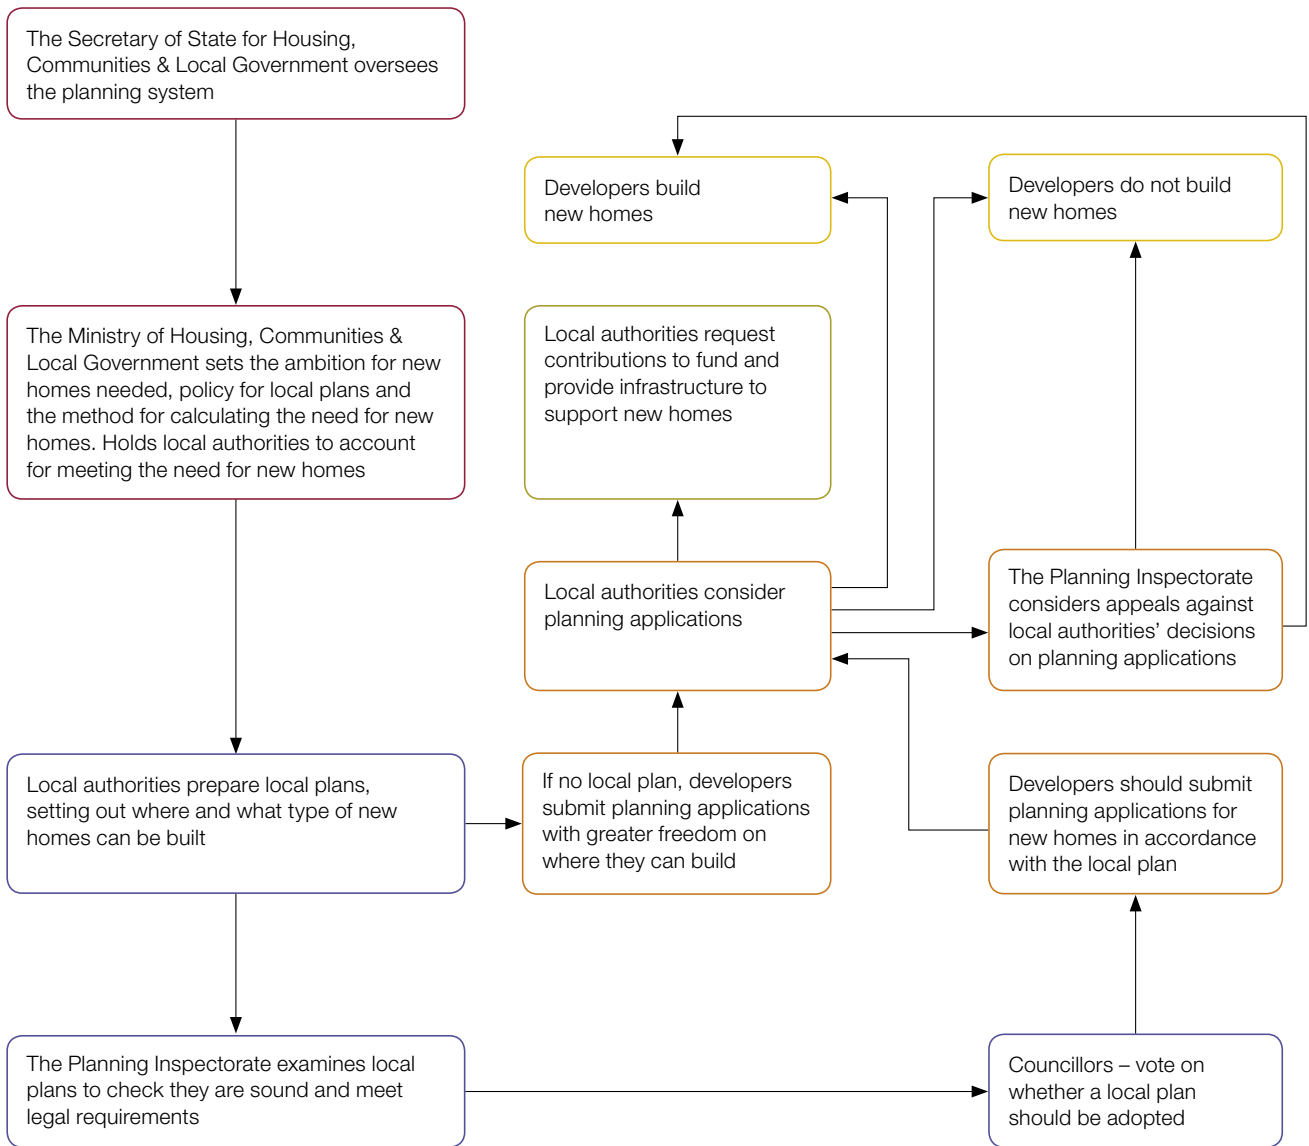 The Secretary of State for Housing,
Communities & Local Government oversees
the planning system
Developers build
new homes
Developers do not build
new homes
The Ministry of Housing, Communities &
Local Government sets the ambition for new
homes needed, policy for local plans and
the method for calculating the need for new
homes. Holds local authorities to account
for meeting the need for new homes
Local authorities request
contributions to fund and
provide infrastructure to
support new homes
Local authorities consider
planning applications
The Planning Inspectorate
considers appeals against
local authorities’ decisions
on planning applications
Local authorities prepare local plans,
setting out where and what type of new
homes can be built
If no local plan, developers
submit planning applications
with greater freedom on
where they can build
Developers should submit
planning applications for
new homes in accordance
with the local plan
The Planning Inspectorate examines local
plans to check they are sound and meet
legal requirements
Councillors – vote on
whether a local plan
should be adopted